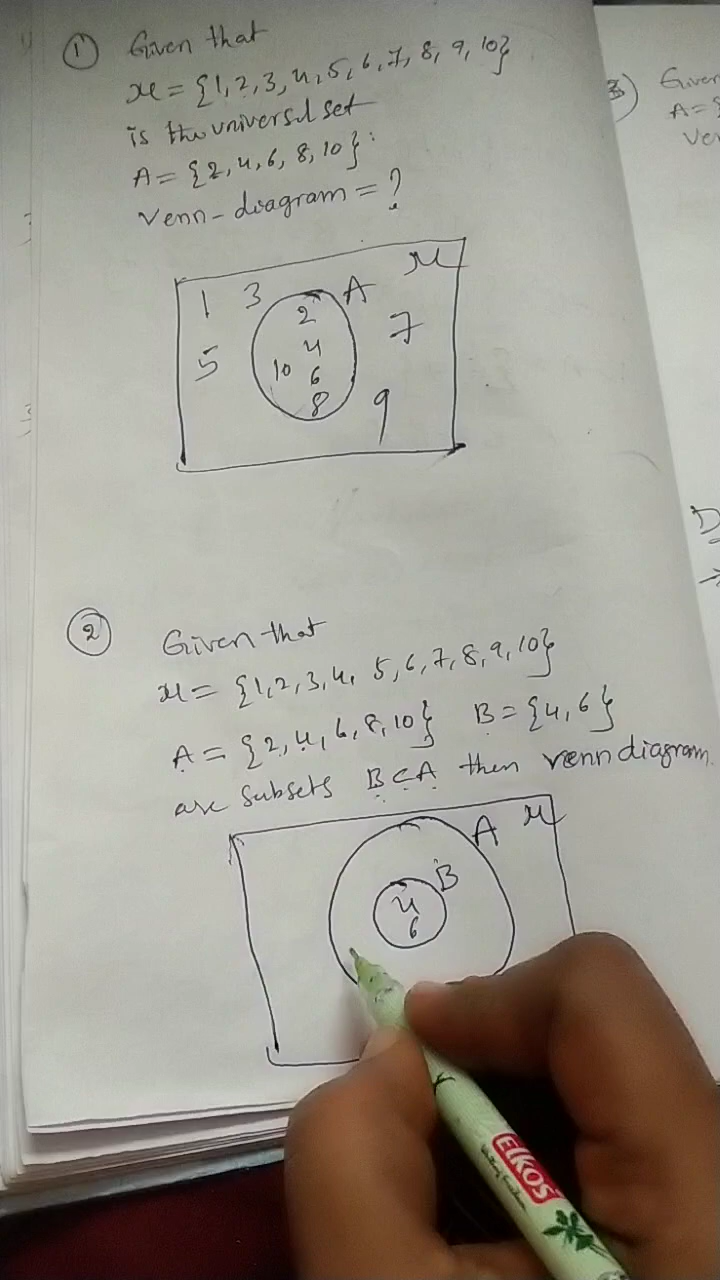 ① Given that
μ = {1, 2, 3, 4, 5, 6, 7, 8, 9, 10}
is the universal set
A = {2, 4, 6, 8, 10}
Venn-diagram = ?
μ
A
1 3
2
7
5
4
10
6
8
9
② Given that
μ = {1, 2, 3, 4, 5, 6, 7, 8, 9, 10}
A = {2, 4, 6, 8, 10} B = {4, 6}
are subsets B⊂A then venn diagram.
A μ
B
4
6
3) Given
A = {
Ven
D
Elkos